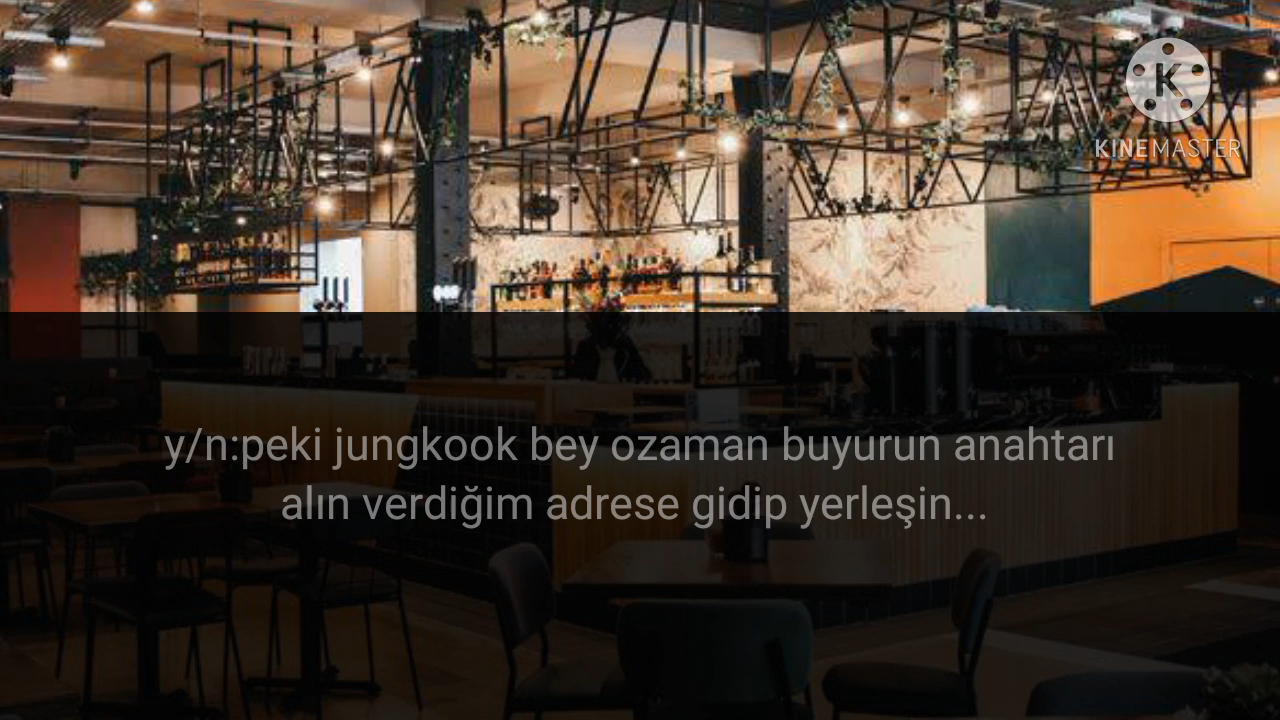 K
KINEMASTER
y/n:peki jungkook bey ozaman buyurun anahtarı
alın verdiğim adrese gidip yerleşin...